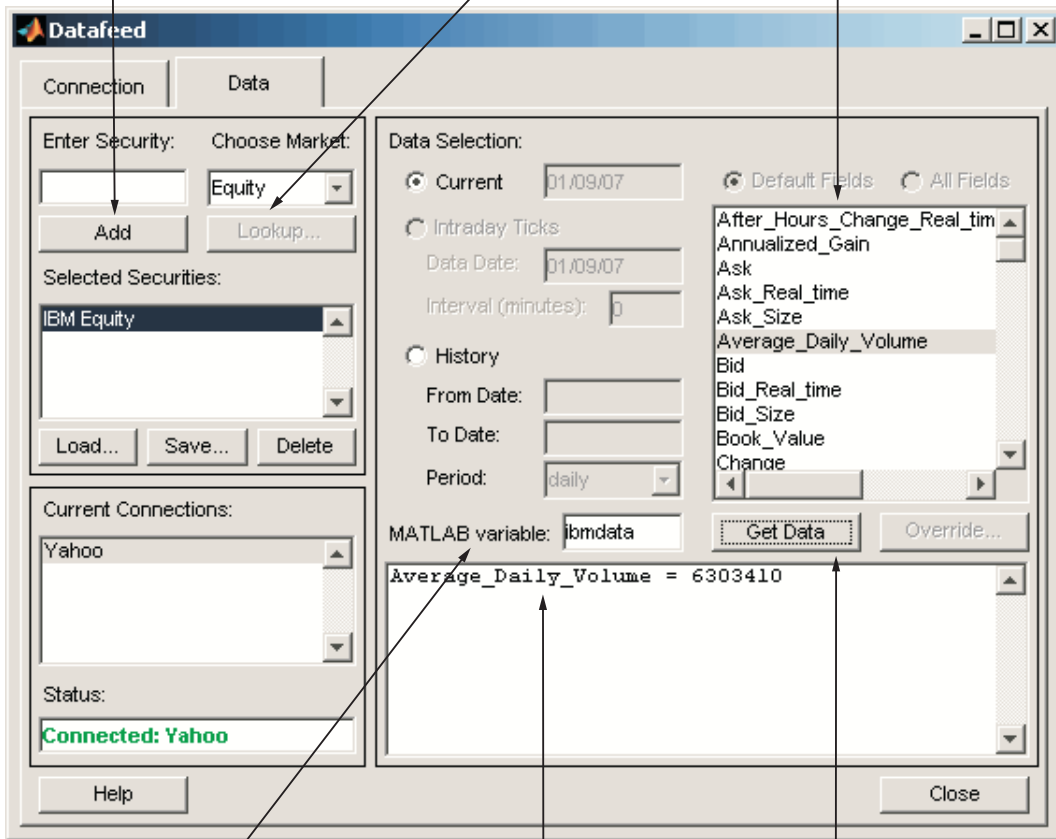 Datafeed
Connection
Data
Enter Security:
Choose Market:
Equity
Add
Lookup...
Selected Securities:
IBM Equity
Load...
Save...
Delete
Current Connections:
Yahoo
Status:
Connected: Yahoo
Data Selection:
Current
01/09/07
Default Fields
All Fields
Intraday Ticks
Data Date:
01/09/07
Interval (minutes):
0
History
From Date:
To Date:
Period:
daily
After_Hours_Change_Real_tim
Annualized_Gain
Ask
Ask_Real_time
Ask_Size
Average_Daily_Volume
Bid
Bid_Real_time
Bid_Size
Book_Value
Change
MATLAB variable:
ibmdata
Get Data
Override...
Average_Daily_Volume = 6303410
Help
Close